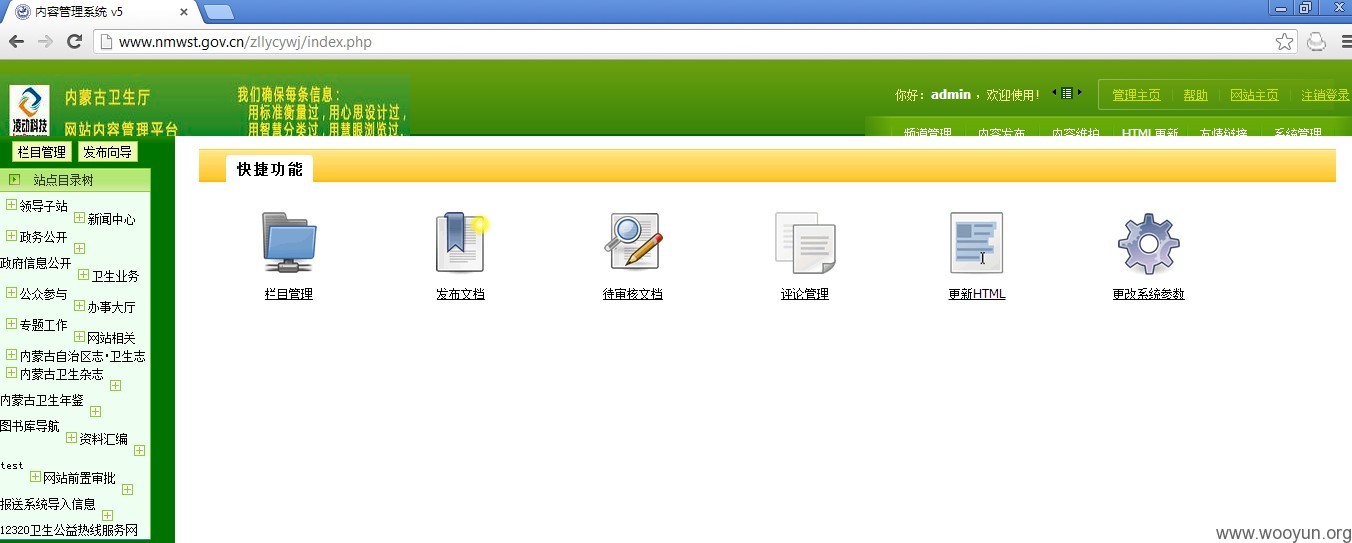 内容管理系统 v5
www.nmwst.gov.cn/zllycywj/index.php
凌动科技
内蒙古卫生厅
网站内容管理平台
我们确保每条信息：
用标准衡量过，用心思设计过，
用智慧分类过，用慧眼浏览过，
你好：admin ，欢迎使用！
管理主页 帮助 网站主页 注销登录
频道管理 内容发布 内容维护 HTML更新 友情链接 系统管理
栏目管理 发布向导
站点目录树
领导子站
新闻中心
政务公开
政府信息公开
卫生业务
公众参与
办事大厅
专题工作
网站相关
内蒙古自治区志·卫生志
内蒙古卫生杂志
内蒙古卫生年鉴
图书库导航
资料汇编
test
网站前置审批
报送系统导入信息
12320卫生公益热线服务网
快捷功能
栏目管理 发布文档 待审核文档 评论管理 更新HTML 更改系统参数
www.wooyun.org